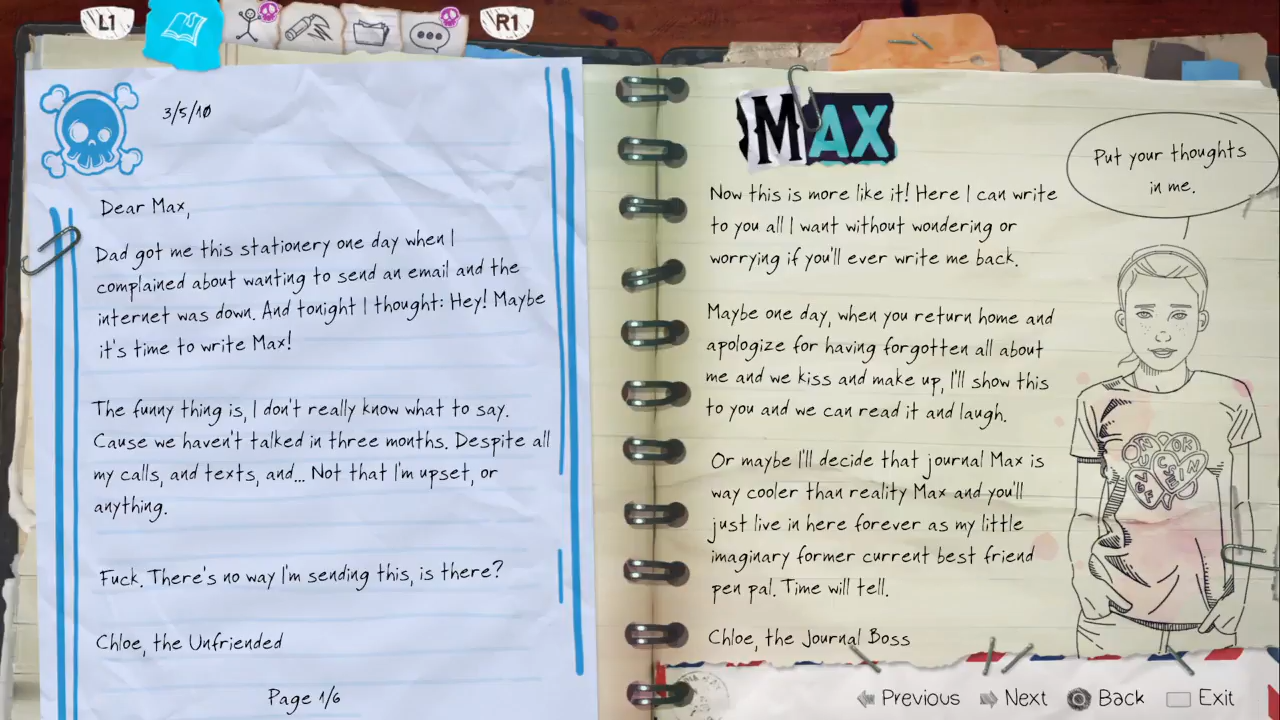 L1
R1
3/5/10
Dear Max,
Dad got me this stationery one day when I
complained about wanting to send an email and the
internet was down. And tonight I thought: Hey! Maybe
it's time to write Max!
The funny thing is, I don't really know what to say.
Cause we haven't talked in three months. Despite all
my calls, and texts, and... Not that I'm upset, or
anything.
Fuck. There's no way I'm sending this, is there?
Chloe, the Unfriended
Page 1/6
MAX
Now this is more like it! Here I can write
to you all I want without wondering or
worrying if you'll ever write me back.
Maybe one day, when you return home and
apologize for having forgotten all about
me and we kiss and make up, I'll show this
to you and we can read it and laugh.
Or maybe I'll decide that journal Max is
way cooler than reality Max and you'll
just live in here forever as my little
imaginary former current best friend
pen pal. Time will tell.
Chloe, the Journal Boss
Put your thoughts
in me.
Previous
Next
Back
Exit